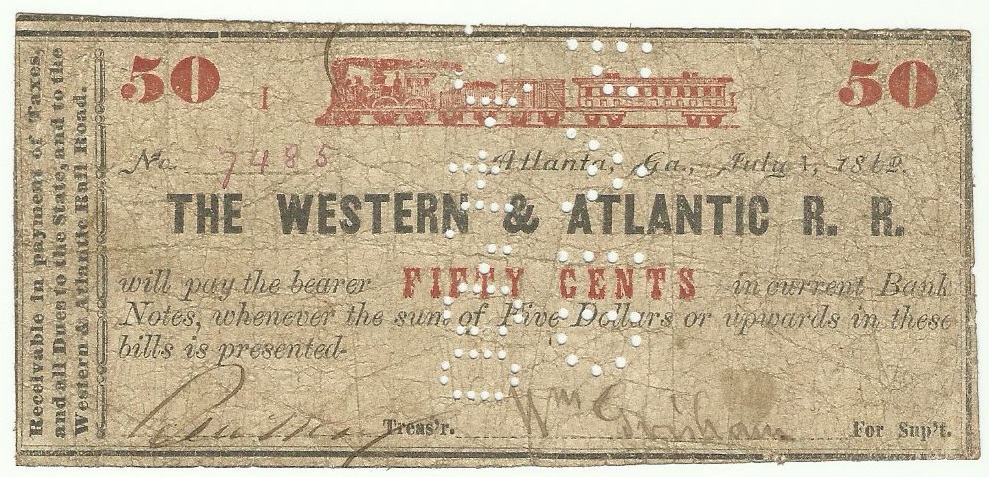 Receivable in payment of Taxes,
and all Dues to the State, and to the
Western & Atlantic Rail Road.
50 1 50
No. 7485 Atlanta, Ga., July 1, 1862.
THE WESTERN & ATLANTIC R. R.
will pay the bearer FIFTY CENTS in current Bank
Notes, whenever the sum of Five Dollars or upwards in these
bills is presented
Treas'r. Wm Grisham For Sup't.